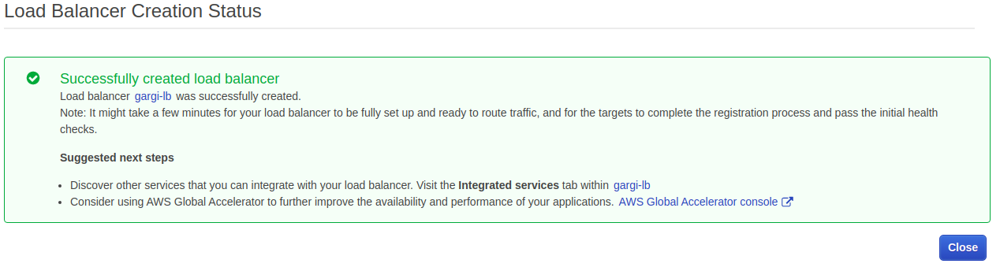 Load Balancer Creation Status
Successfully created load balancer
Load balancer gargi-lb was successfully created.
Note: It might take a few minutes for your load balancer to be fully set up and ready to route traffic, and for the targets to complete the registration process and pass the initial health
checks.
Suggested next steps
• Discover other services that you can integrate with your load balancer. Visit the Integrated services tab within gargi-lb
• Consider using AWS Global Accelerator to further improve the availability and performance of your applications. AWS Global Accelerator console
Close